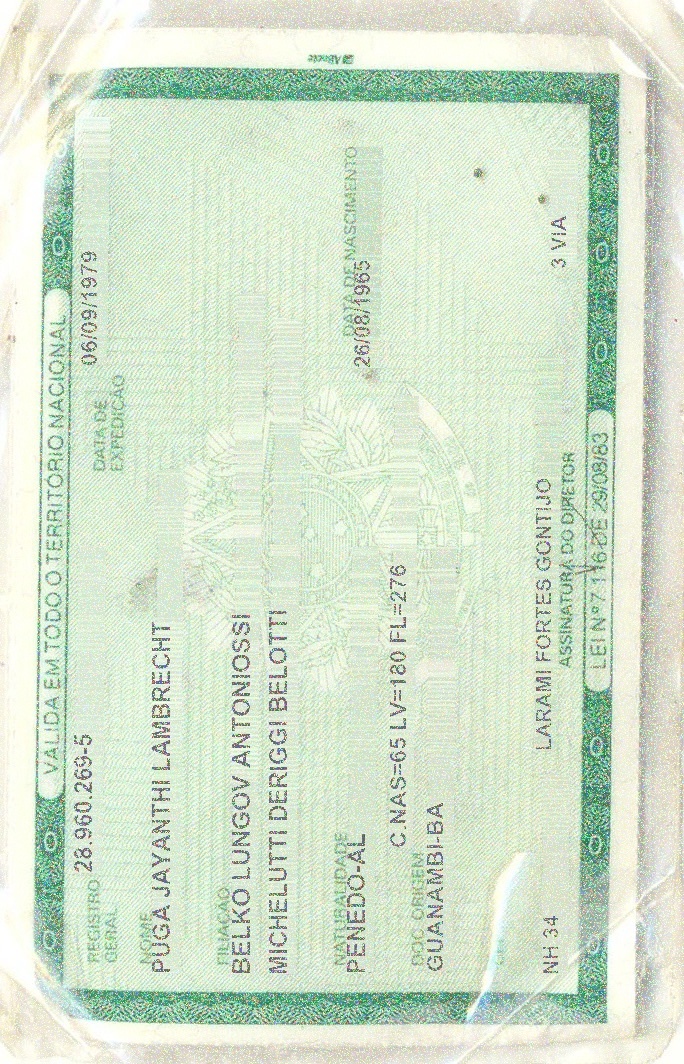 VALIDA EM TODO O TERRITÓRIO NACIONAL
REGISTRO GERAL 28.960.269-5 DATA DE EXPEDIÇÃO 06/09/1979
NOME
PUGA JAYANTHI LAMBRECHT
FILIAÇÃO
BELKO LUNGOV ANTONIOSSI
MICHELUTTI DERIGGI BELOTTI
NATURALIDADE DATA DE NASCIMENTO
PENEDO-AL 26/08/1965
DOC ORIGEM C.NAS=65 LV=180 FL=276
GUANAMBI-BA
NH 34 LARAMI FORTES GONTIJO 3 VIA
ASSINATURA DO DIRETOR
LEI Nº 7.116 DE 29/08/83